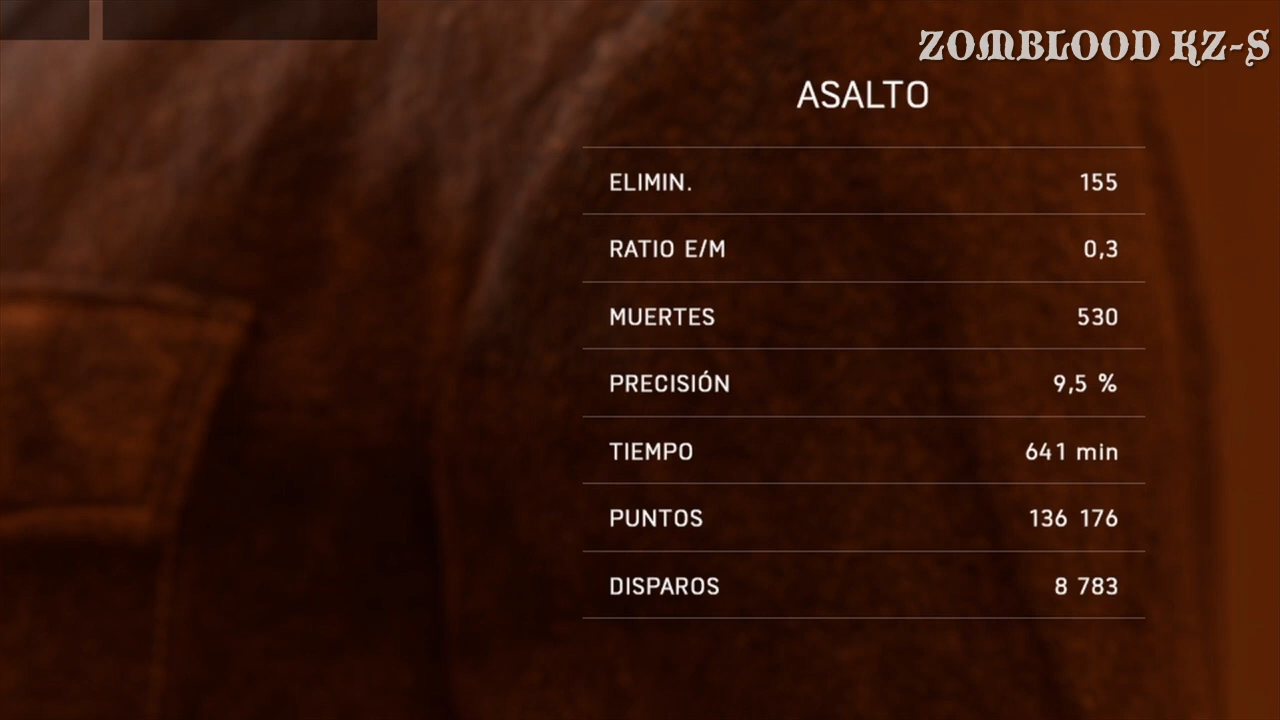 ZOMBLOOD KZ-S
ASALTO
ELIMIN. 155
RATIO E/M 0,3
MUERTES 530
PRECISIÓN 9,5 %
TIEMPO 641 min
PUNTOS 136 176
DISPAROS 8 783